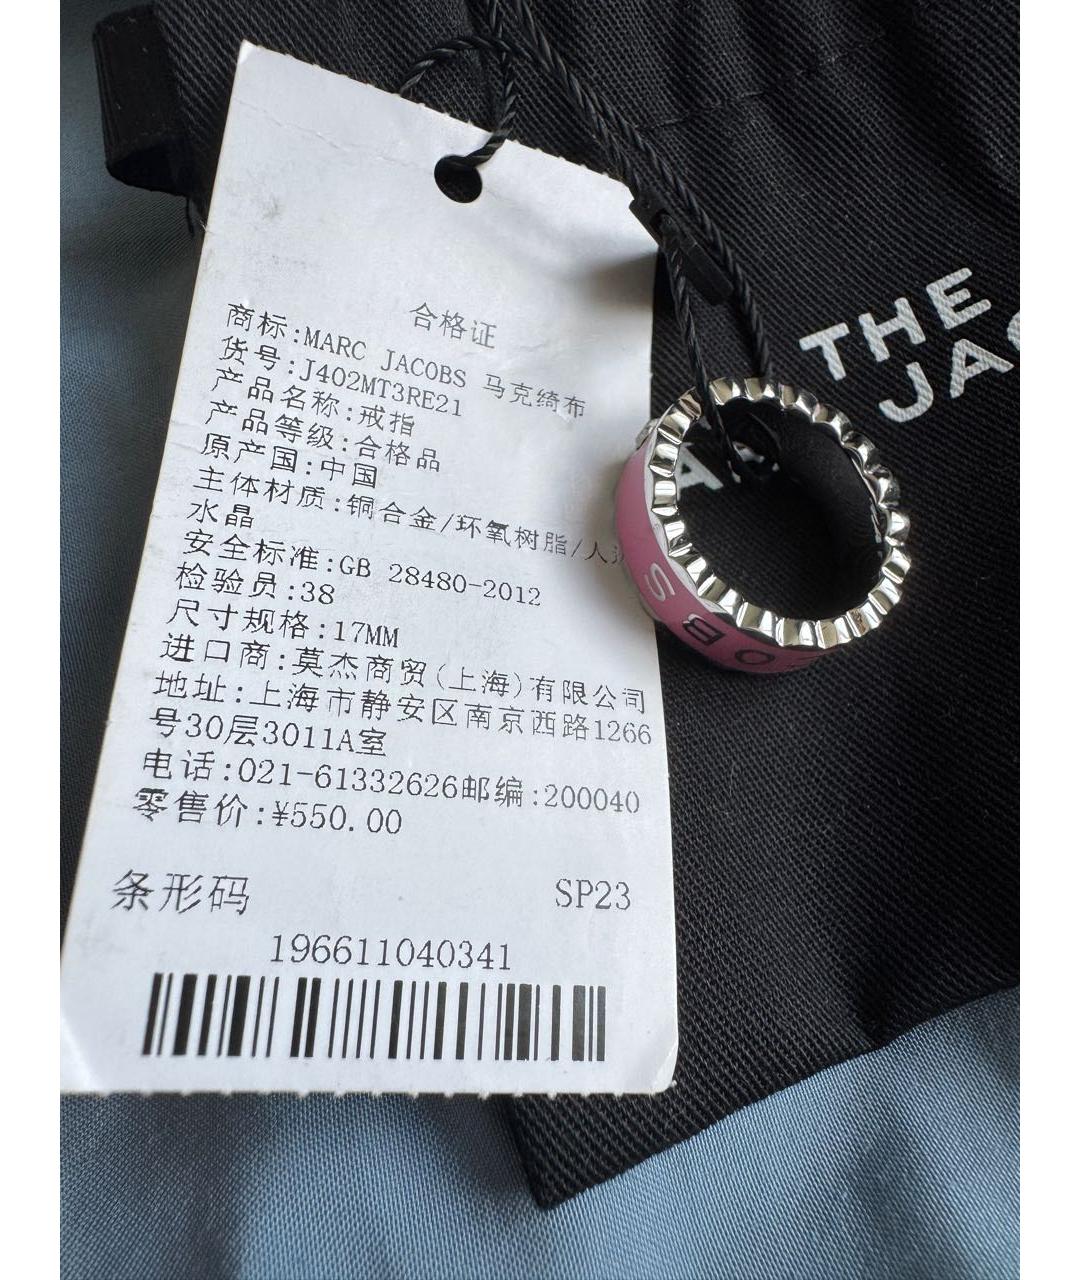 合格证
商标:MARC JACOBS 马克绮布
货号:J402MT3RE21
产品名称:戒指
产品等级:合格品
原产国:中国
主体材质:铜合金/环氧树脂/人
水晶
安全标准:GB 28480-2012
检验员:38
尺寸规格:17MM
进口商:莫杰商贸(上海)有限公司
地址:上海市静安区南京西路1266
号30层3011A室
电话:021-61332626邮编:200040
零售价:¥550.00
条形码 SP23
196611040341
THE
JAC
OBS